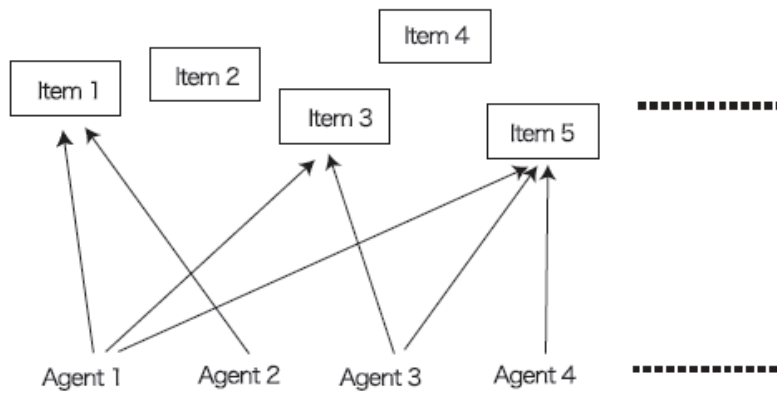 Item 4
Item 1
Item 2
Item 3
Item 5
Agent 1
Agent 2
Agent 3
Agent 4